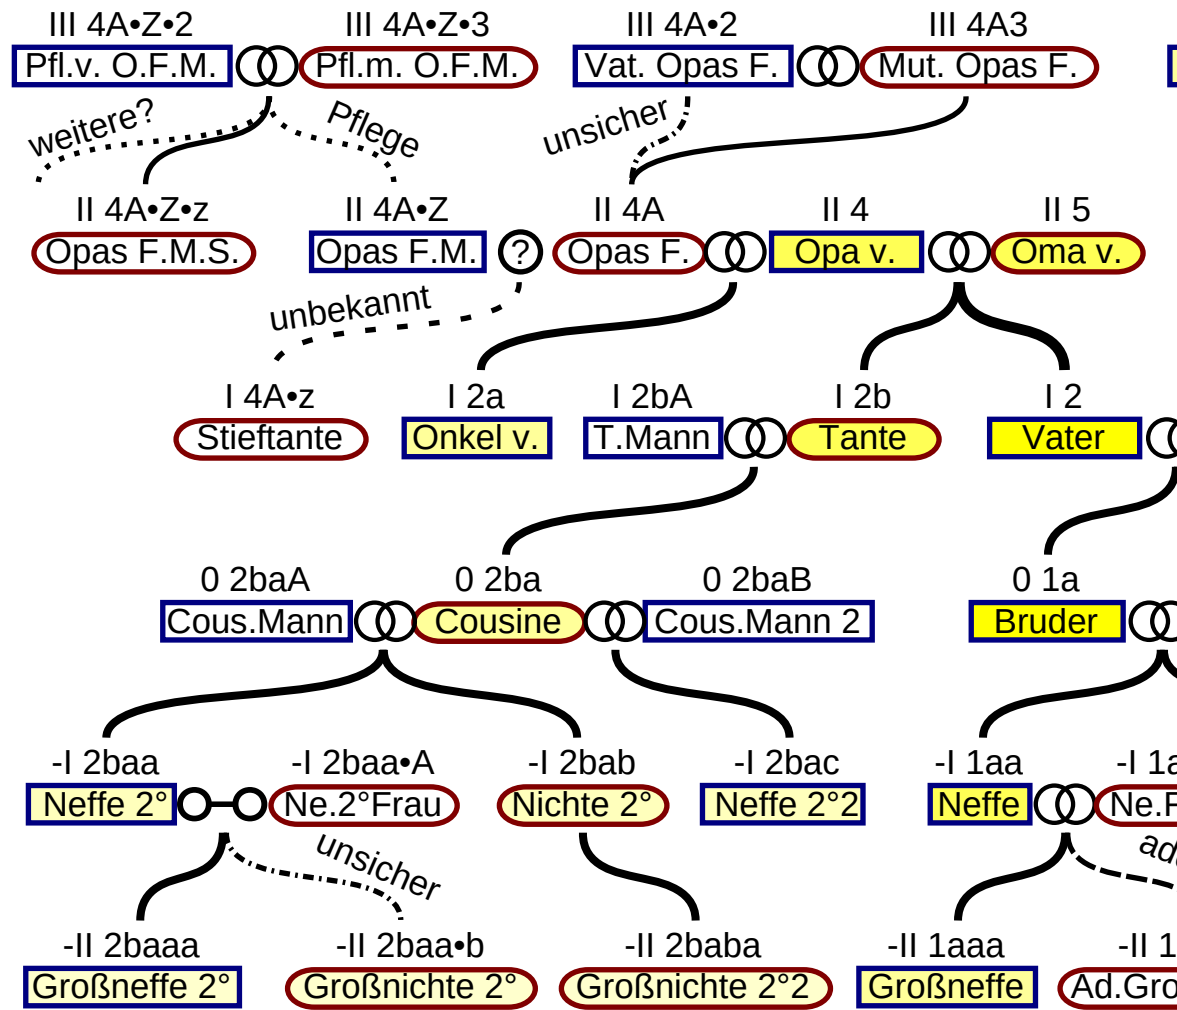 III 4A•Z•2 III 4A•Z•3 III 4A•2 III 4A3
Pfl.v. O.F.M. Pfl.m. O.F.M. Vat. Opas F. Mut. Opas F.
weitere? Pflege unsicher
II 4A•Z•z II 4A•Z II 4A II 4 II 5
Opas F.M.S. Opas F.M. ? Opas F. Opa v. Oma v.
unbekannt
I 4A•z I 2a I 2bA I 2b I 2
Stieftante Onkel v. T.Mann Tante Vater
0 2baA 0 2ba 0 2baB 0 1a
Cous.Mann Cousine Cous.Mann 2 Bruder
-I 2baa -I 2baa•A -I 2bab -I 2bac -I 1aa
Neffe 2° Ne.2°Frau Nichte 2° Neffe 2°2 Neffe
unsicher
-II 2baaa -II 2baa•b -II 2baba -II 1aaa
Großneffe 2° Großnichte 2° Großnichte 2°2 Großneffe